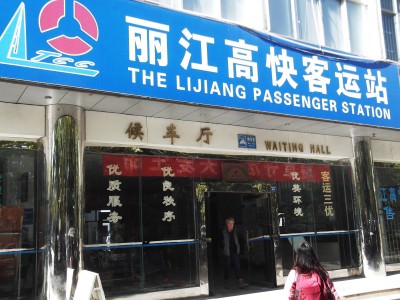 丽江高快客运站
THE LIJIANG PASSENGER STATION
TEC
候车厅
WAITING HALL
优质服务
优良秩序
优美环境
客运三优